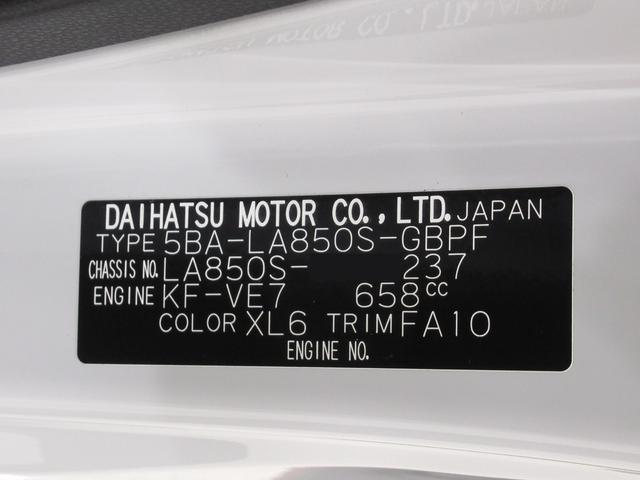 DAIHATSU MOTOR CO.,LTD. JAPAN
TYPE 5BA-LA850S-GBPF
CHASSIS NO. LA850S- 237
ENGINE KF-VE7 658cc
COLOR XL6 TRIM FA10
ENGINE NO.